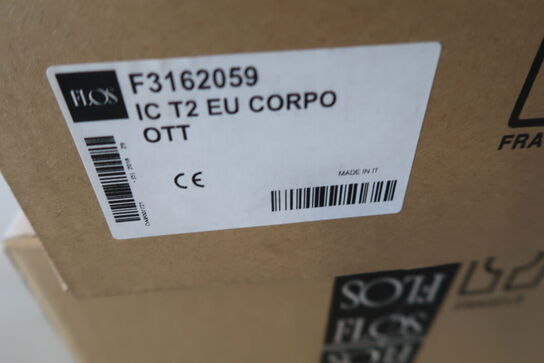 FLOS
F3162059
IC T2 EU CORPO
OTT
CE
MADE IN IT
FRA
FLOS
FLOS